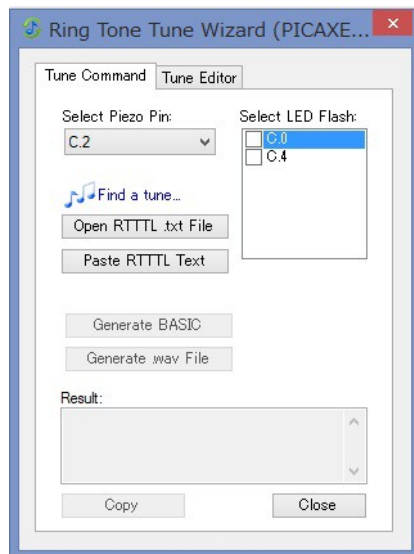 Ring Tone Tune Wizard (PICAXE...
Tune Command
Tune Editor
Select Piezo Pin:
Select LED Flash:
C.2
C.0
C.4
Find a tune...
Open RTTTL .txt File
Paste RTTTL Text
Generate BASIC
Generate .wav File
Result:
Copy
Close